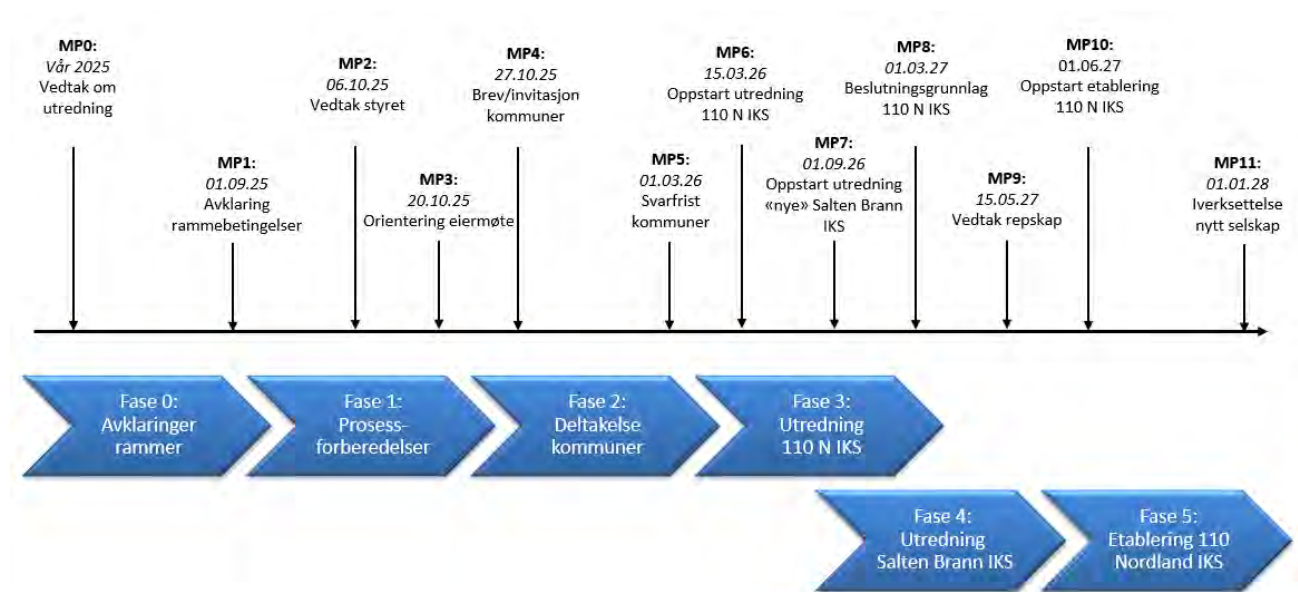 MP0:
Vår 2025
Vedtak om
utredning
MP1:
01.09.25
Avklaring
rammebetingelser
MP2:
06.10.25
Vedtak styret
MP3:
20.10.25
Orientering eiermøte
MP4:
27.10.25
Brev/invitasjon
kommuner
MP5:
01.03.26
Svarfrist
kommuner
MP6:
15.03.26
Oppstart utredning
110 N IKS
MP7:
01.09.26
Oppstart utredning
«nye» Salten Brann
IKS
MP8:
01.03.27
Beslutningsgrunnlag
110 N IKS
MP9:
15.05.27
Vedtak repskap
MP10:
01.06.27
Oppstart etablering
110 N IKS
MP11:
01.01.28
Iverksettelse
nytt selskap
Fase 0:
Avklaringer
rammer
Fase 1:
Prosess-
forberedelser
Fase 2:
Deltakelse
kommuner
Fase 3:
Utredning
110 N IKS
Fase 4:
Utredning
Salten Brann IKS
Fase 5:
Etablering 110
Nordland IKS